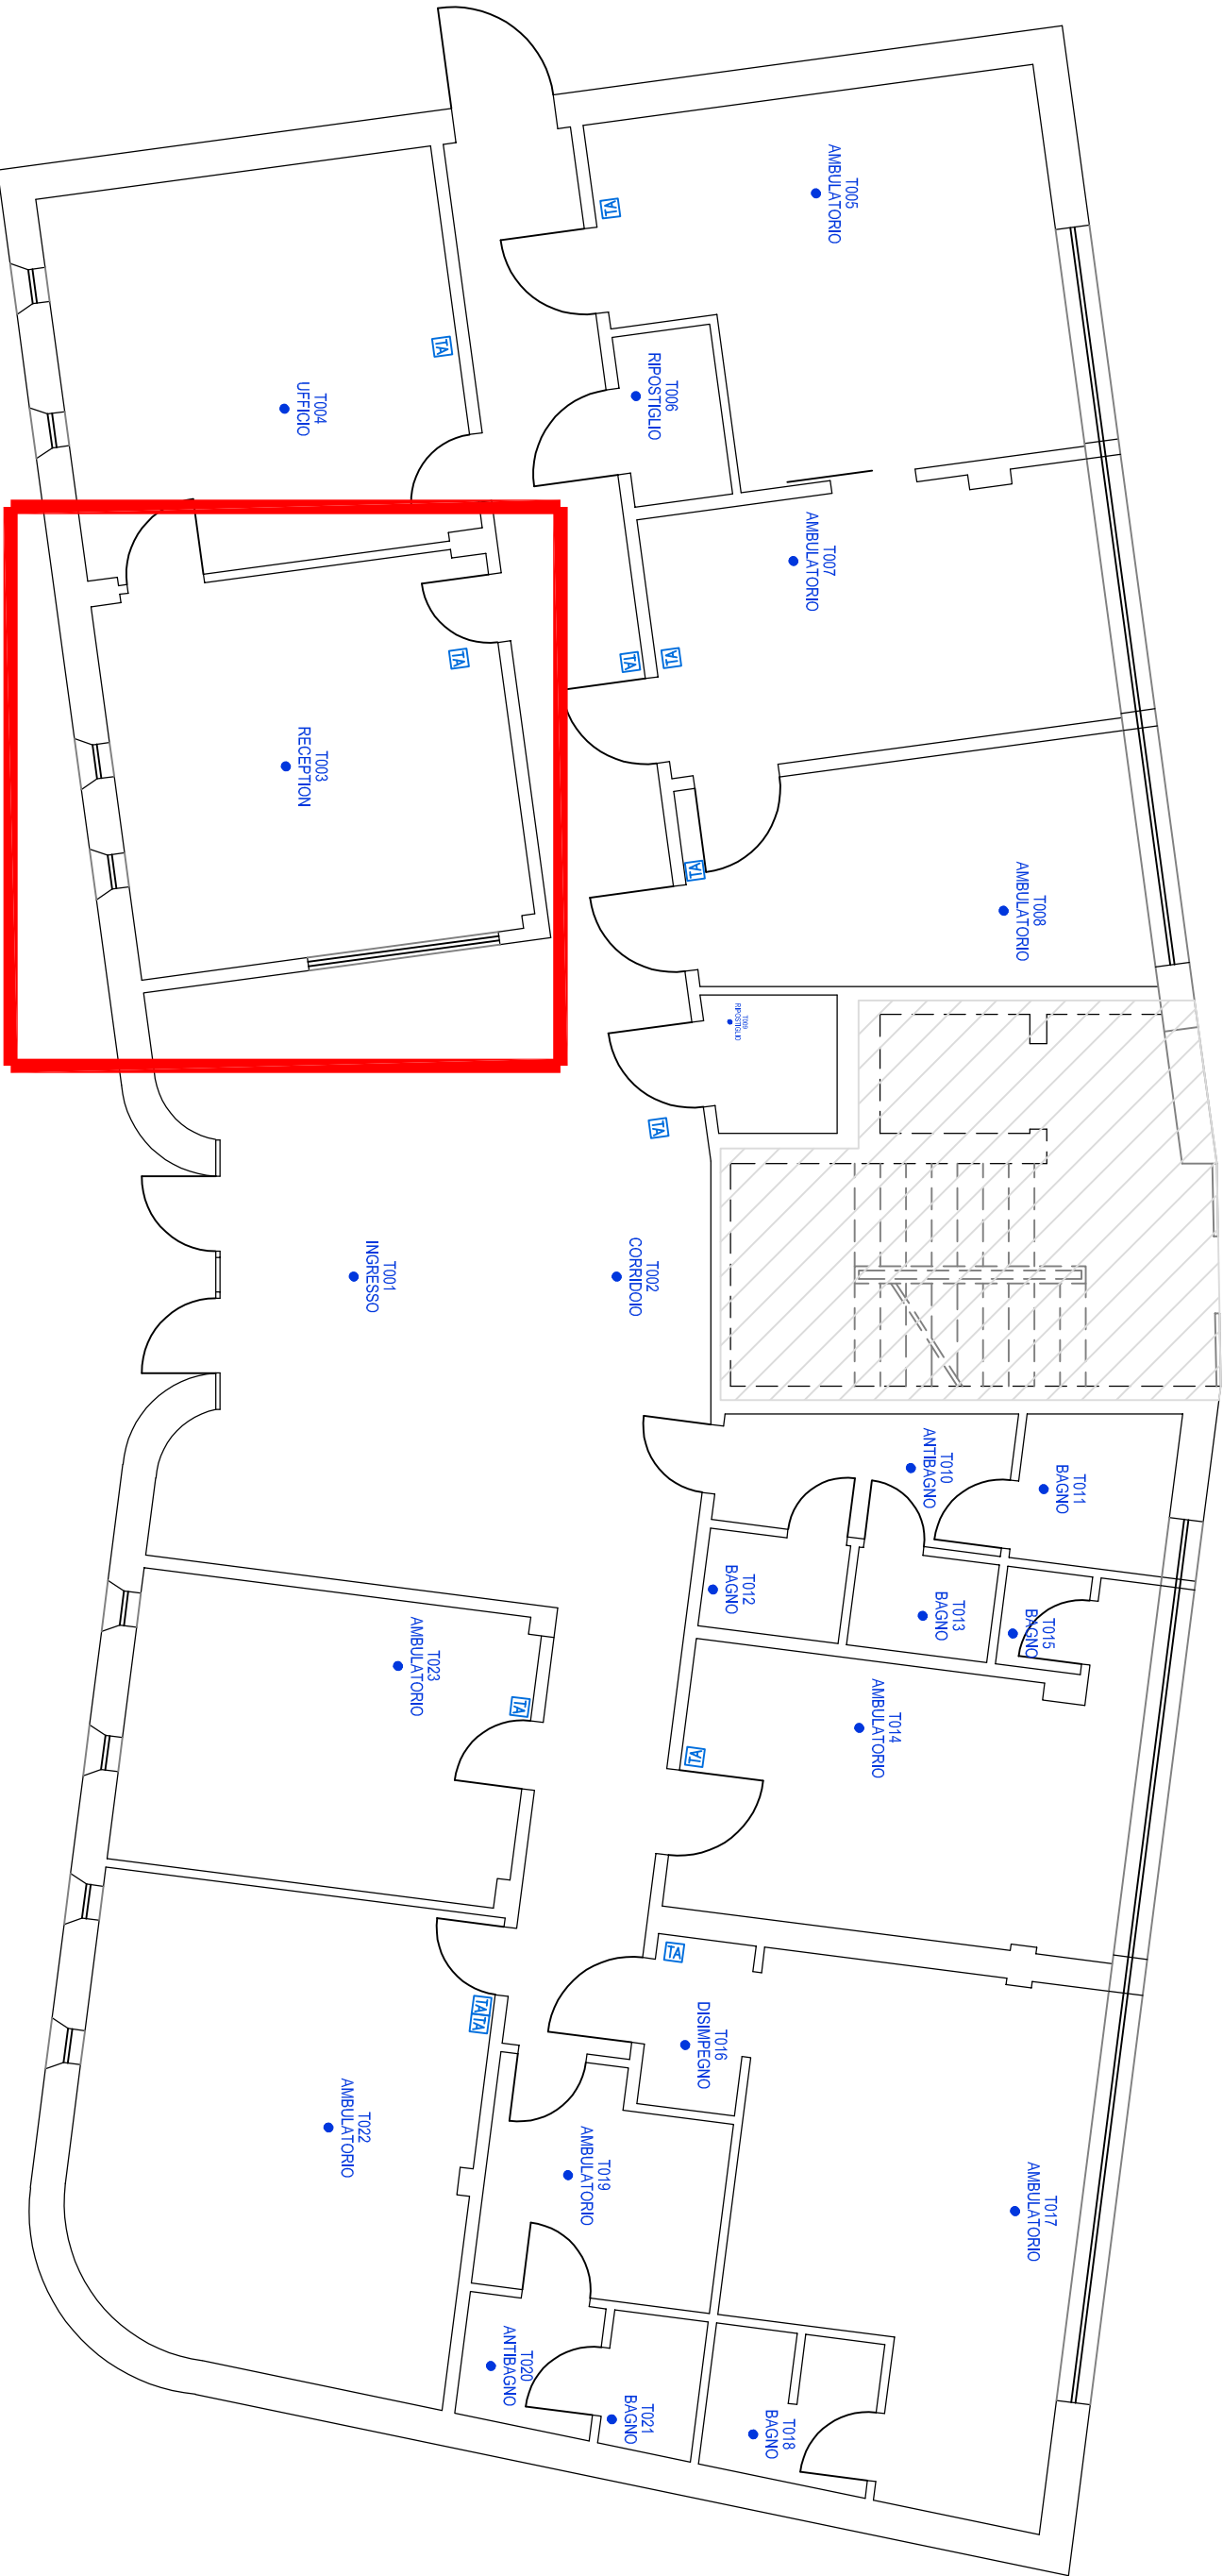 T005
AMBULATORIO
TA
T006
RIPOSTIGLIO
TA
T004
UFFICIO
T007
AMBULATORIO
TA
TA
TA
T003
RECEPTION
T008
AMBULATORIO
TA
T009
RIPOSTIGLIO
TA
T001
INGRESSO
T002
CORRIDOIO
T010
ANTIBAGNO
T011
BAGNO
T012
BAGNO
T013
BAGNO
T015
BAGNO
T023
AMBULATORIO
TA
T014
AMBULATORIO
TA
TA
TA
TA
T016
DISIMPEGNO
T022
AMBULATORIO
T019
AMBULATORIO
T017
AMBULATORIO
T020
ANTIBAGNO
T021
BAGNO
T018
BAGNO